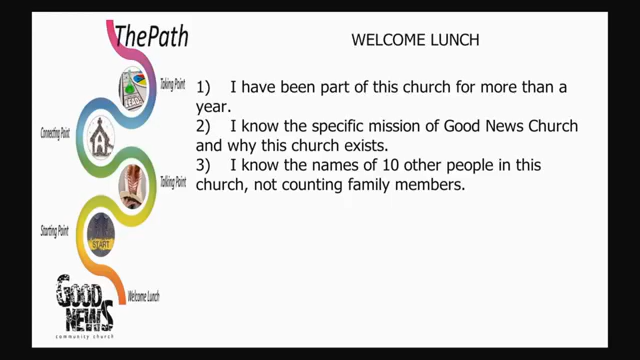 ThePath
WELCOME LUNCH
Taking Point
1) I have been part of this church for more than a
year.
2) I know the specific mission of Good News Church
and why this church exists.
3) I know the names of 10 other people in this
church, not counting family members.
Connecting Point
Talking Point
Starting Point
START
Welcome Lunch
GOOD
NEWS
community church